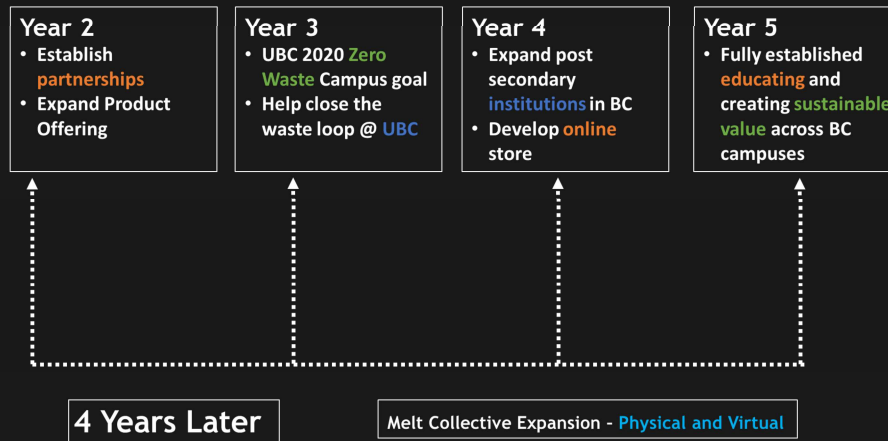 Year 2
• Establish
partnerships
• Expand Product
Offering
Year 3
• UBC 2020 Zero
Waste Campus goal
• Help close the
waste loop @ UBC
Year 4
• Expand post
secondary
institutions in BC
• Develop online
store
Year 5
• Fully established
educating and
creating sustainable
value across BC
campuses
4 Years Later
Melt Collective Expansion - Physical and Virtual